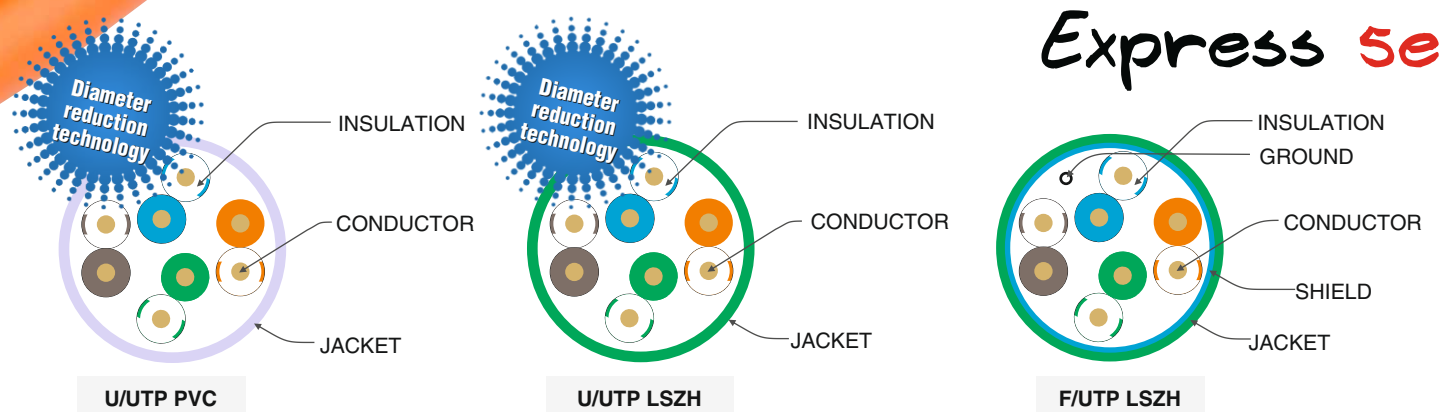 Express 5e
Diameter
reduction
technology
INSULATION
CONDUCTOR
JACKET
U/UTP PVC
Diameter
reduction
technology
INSULATION
CONDUCTOR
JACKET
U/UTP LSZH
INSULATION
GROUND
CONDUCTOR
SHIELD
JACKET
F/UTP LSZH